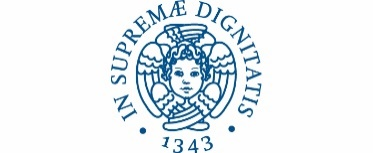 IN SUPREMÆ DIGNITATIS
· 1343 ·